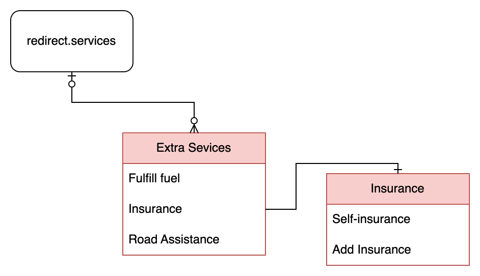 redirect.services
Extra Sevices
Fulfill fuel
Insurance
Road Assistance
Insurance
Self-insurance
Add Insurance